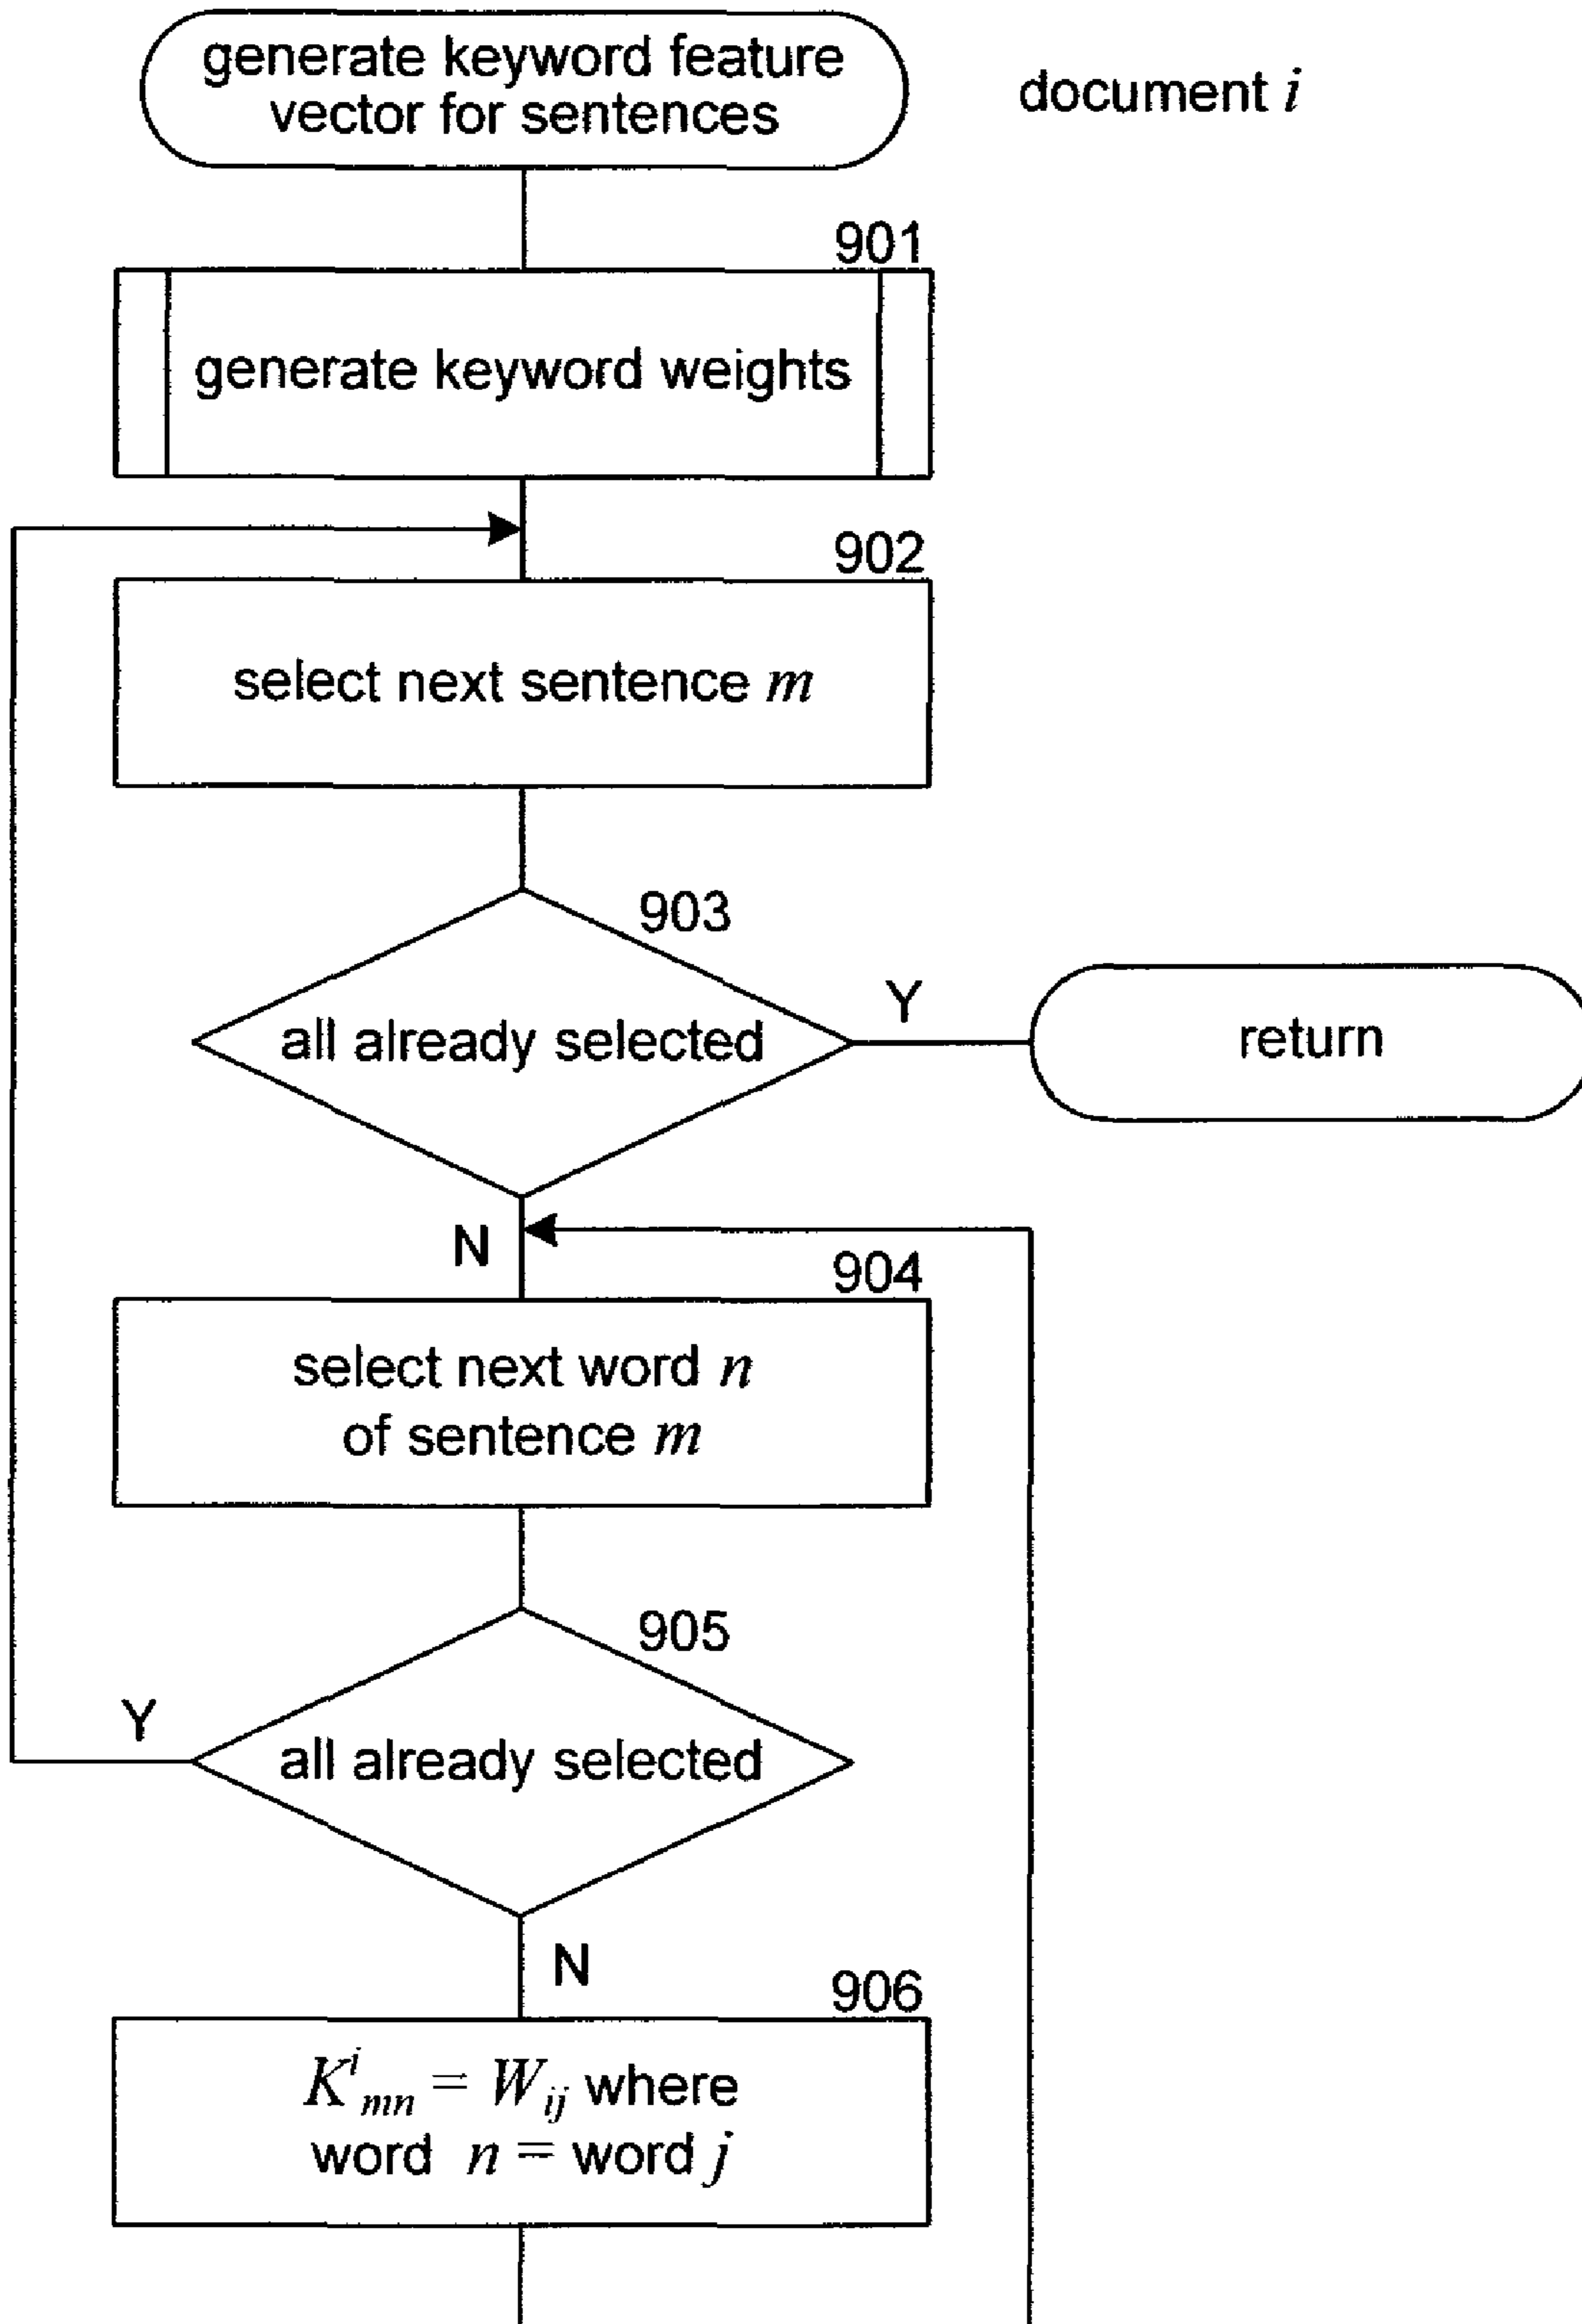 generate keyword feature
vector for sentences
document i
901
generate keyword weights
902
select next sentence m
903
all already selected
Y
return
N
904
select next word n
of sentence m
905
Y
all already selected
N
906
K^i_mn = W_ij where
word n = word j